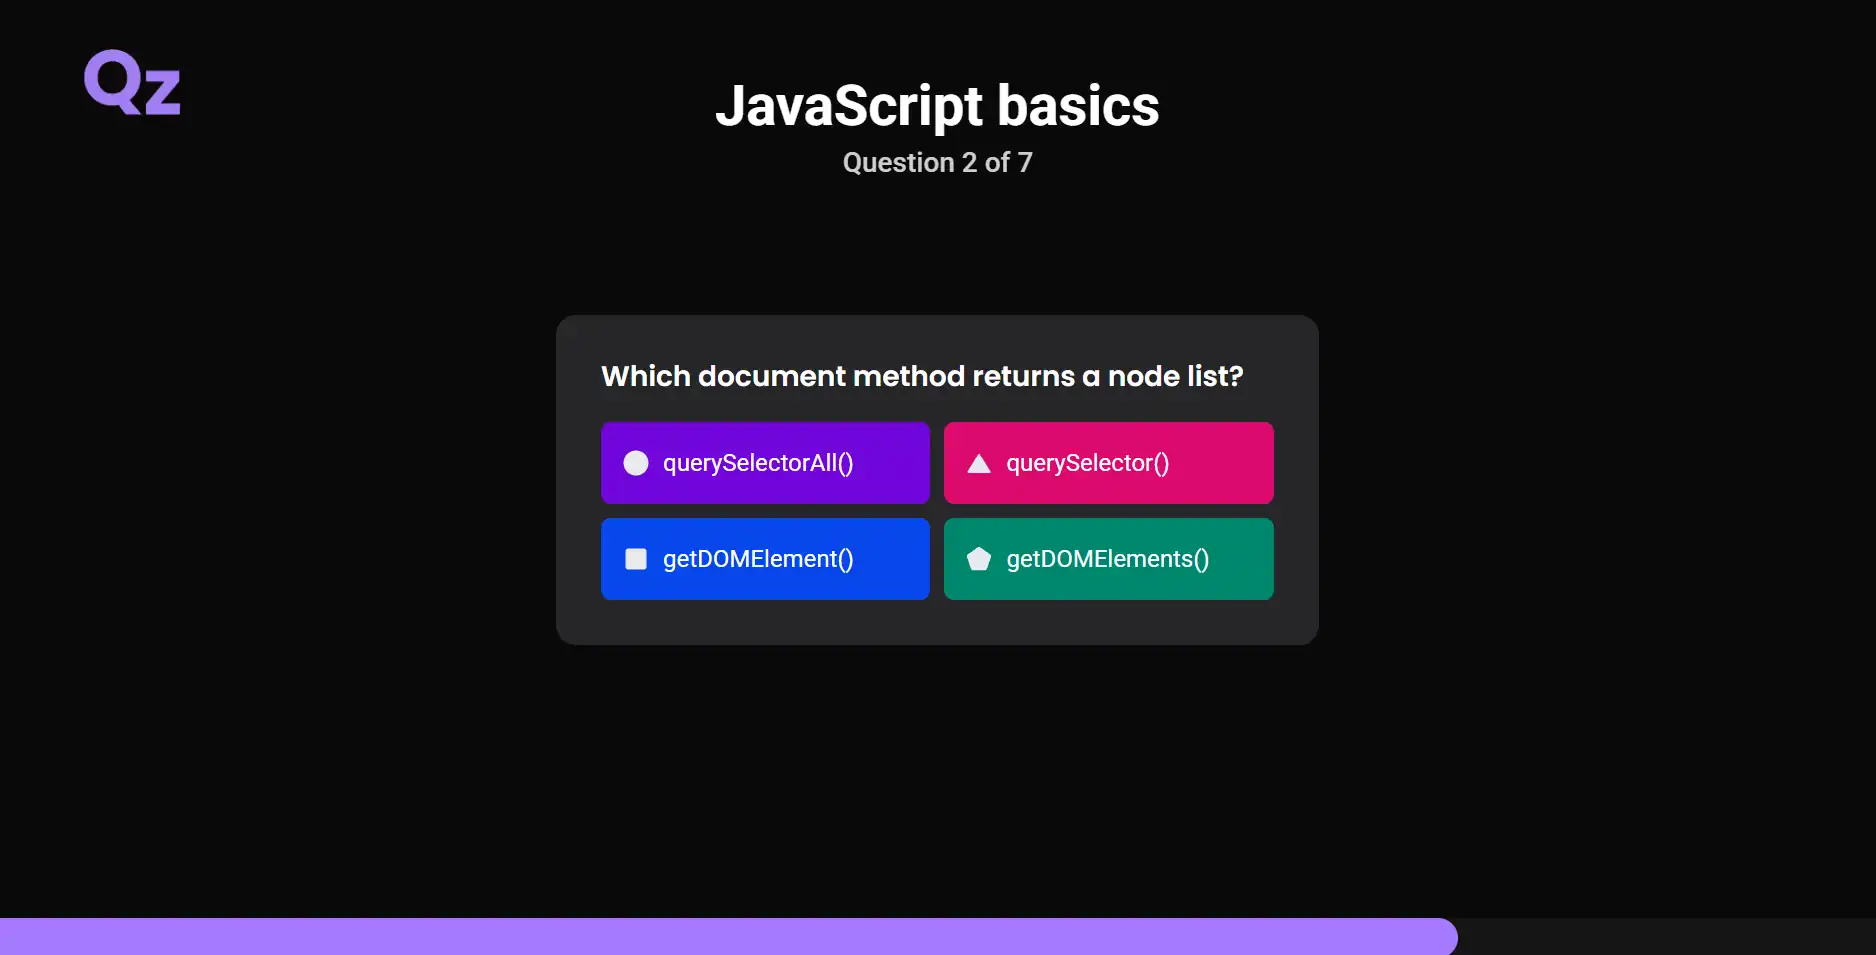 Qz
JavaScript basics
Question 2 of 7
Which document method returns a node list?
querySelectorAll()
querySelector()
getDOMElement()
getDOMElements()